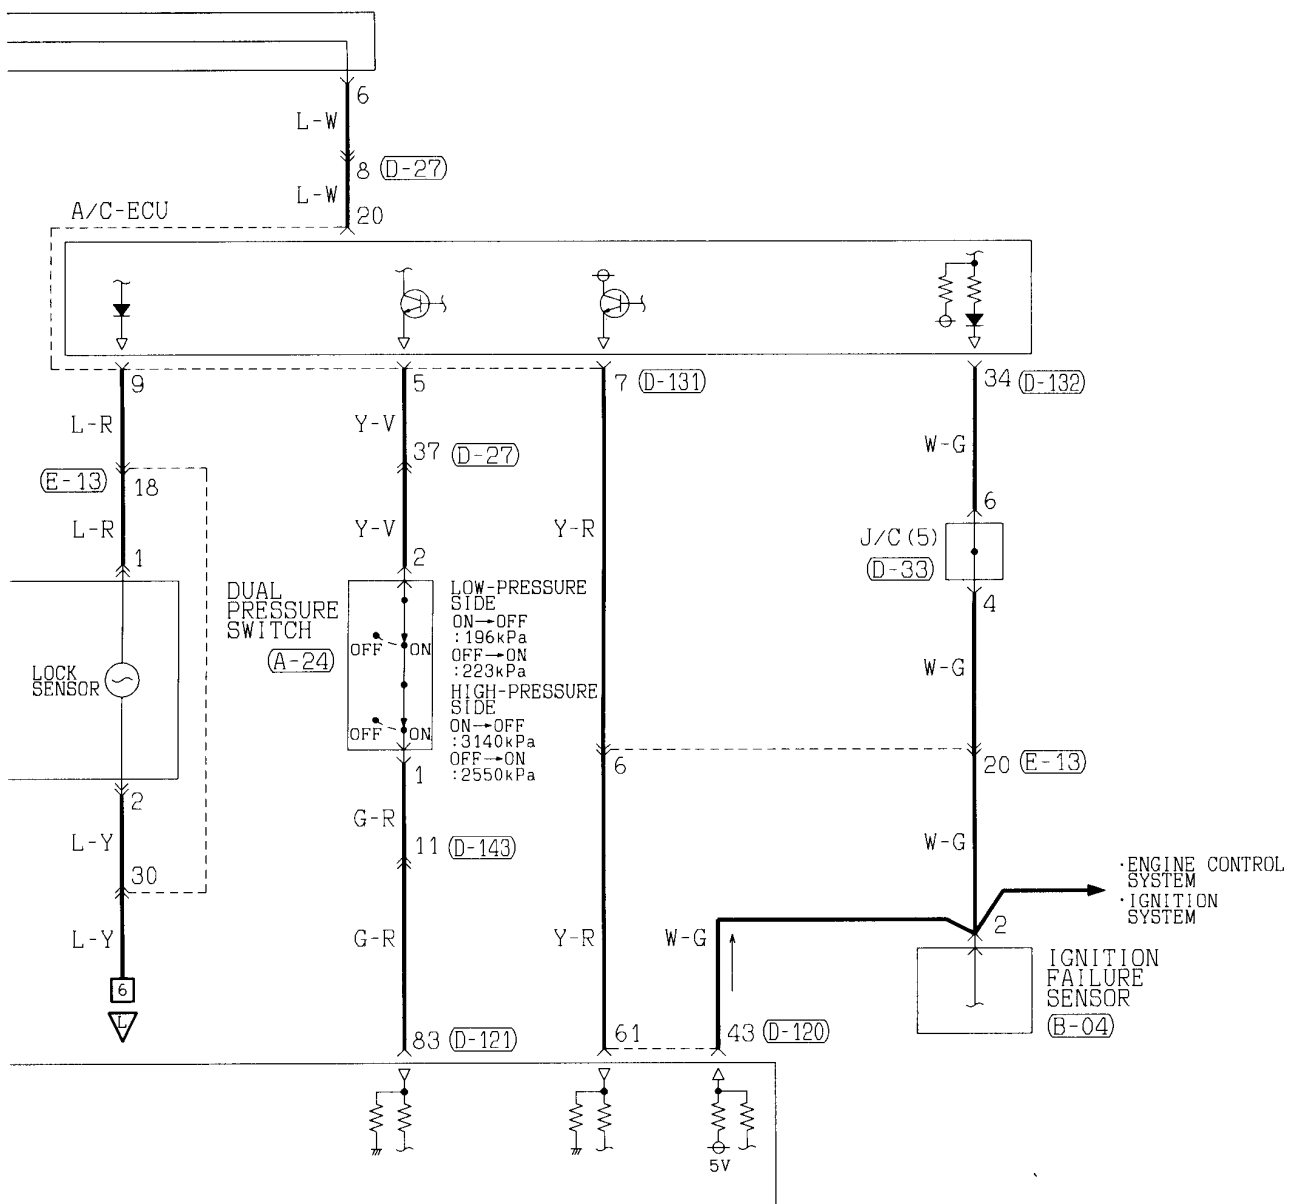 6
L-W
8 (D-27)
L-W
20
A/C-ECU
9
5
7 (D-131)
34 (D-132)
L-R
Y-V
37 (D-27)
W-G
(E-13)
18
6
L-R
Y-V
Y-R
J/C(5)
(D-33)
1
2
4
DUAL
PRESSURE
SWITCH
(A-24)
OFF
ON
OFF
ON
LOW-PRESSURE
SIDE
ON→OFF
:196kPa
OFF→ON
:223kPa
HIGH-PRESSURE
SIDE
ON→OFF
:3140kPa
OFF→ON
:2550kPa
LOCK
SENSOR
W-G
1
6
20 (E-13)
2
G-R
L-Y
11 (D-143)
W-G
30
·ENGINE CONTROL
SYSTEM
·IGNITION
SYSTEM
L-Y
G-R
Y-R
W-G
2
IGNITION
FAILURE
SENSOR
(B-04)
6
L
83 (D-121)
61
43 (D-120)
5V